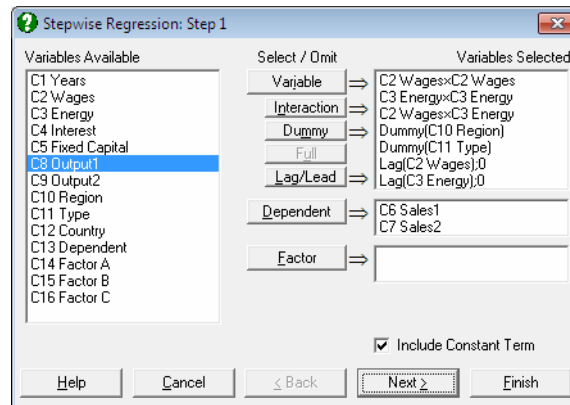 Stepwise Regression: Step 1
Variables Available
Select / Omit
Variables Selected
C1 Years
C2 Wages
C3 Energy
C4 Interest
C5 Fixed Capital
C8 Output1
C9 Output2
C10 Region
C11 Type
C12 Country
C13 Dependent
C14 Factor A
C15 Factor B
C16 Factor C
Variable
Interaction
Dummy
Full
Lag/Lead
Dependent
Factor
C2 Wages×C2 Wages
C3 Energy×C3 Energy
C2 Wages×C3 Energy
Dummy(C10 Region)
Dummy(C11 Type)
Lag(C2 Wages);0
Lag(C3 Energy);0
C6 Sales1
C7 Sales2
Include Constant Term
Help
Cancel
< Back
Next >
Finish